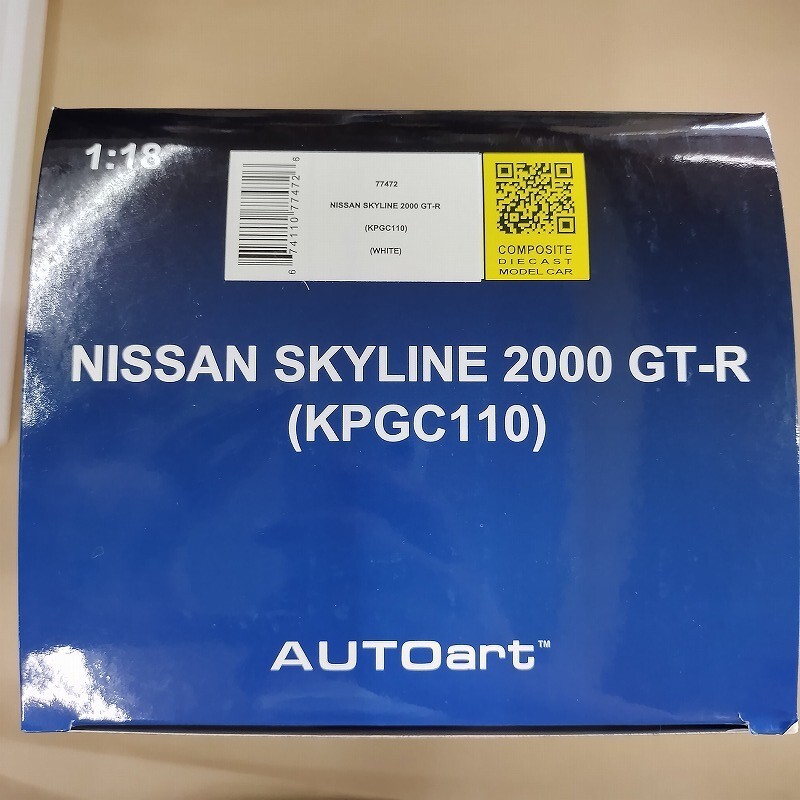 1:18
6 74110 77472 6
77472
NISSAN SKYLINE 2000 GT-R
(KPGC110)
(WHITE)
COMPOSITE
DIECAST
MODEL CAR
NISSAN SKYLINE 2000 GT-R
(KPGC110)
AUTOart™